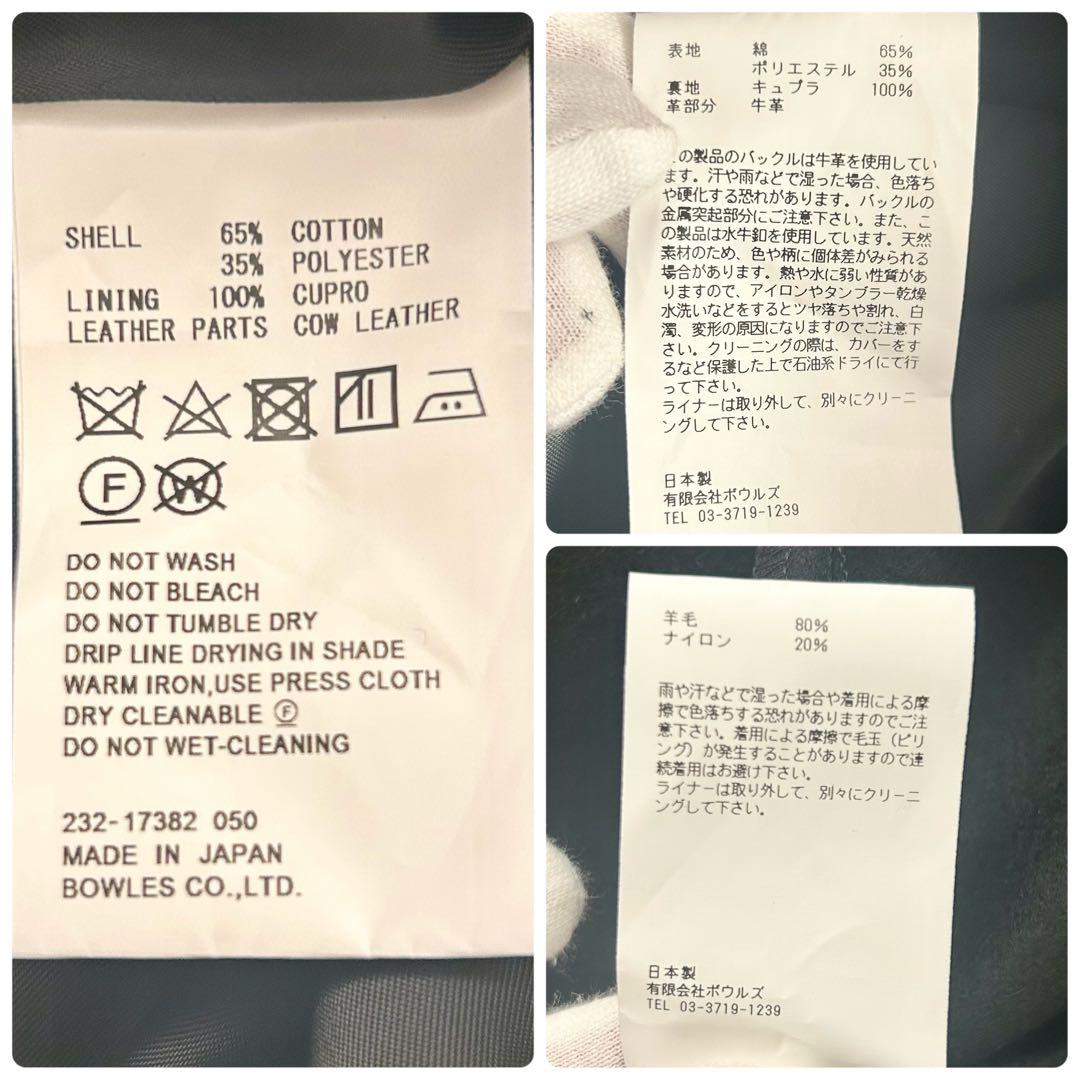 SHELL 65% COTTON
35% POLYESTER
LINING 100% CUPRO
LEATHER PARTS COW LEATHER
F
W
DO NOT WASH
DO NOT BLEACH
DO NOT TUMBLE DRY
DRIP LINE DRYING IN SHADE
WARM IRON,USE PRESS CLOTH
DRY CLEANABLE Ⓕ
DO NOT WET-CLEANING
232-17382 050
MADE IN JAPAN
BOWLES CO.,LTD.
表地 綿 65%
ポリエステル 35%
裏地 キュプラ 100%
革部分 牛革
の製品のバックルは牛革を使用してい
ます。汗や雨などで湿った場合、色落ち
や硬化する恐れがあります。バックルの
金属突起部分にご注意下さい。また、こ
の製品は水牛釦を使用しています。天然
素材のため、色や柄に個体差がみられる
場合があります。熱や水に弱い性質があ
りますので、アイロンやタンブラー乾燥
水洗いなどをするとツヤ落ちや割れ、白
濁、変形の原因になりますのでご注意下
さい。クリーニングの際は、カバーをす
るなど保護した上で石油系ドライにて行
って下さい。
ライナーは取り外して、別々にクリーニ
ングして下さい。
日本製
有限会社ボウルズ
TEL 03-3719-1239
羊毛 80%
ナイロン 20%
雨や汗などで湿った場合や着用による摩
擦で色落ちする恐れがありますのでご注
意下さい。着用による摩擦で毛玉（ピリ
ング）が発生することがありますので連
続着用はお避け下さい。
ライナーは取り外して、別々にクリーニ
ングして下さい。
日本製
有限会社ボウルズ
TEL 03-3719-1239